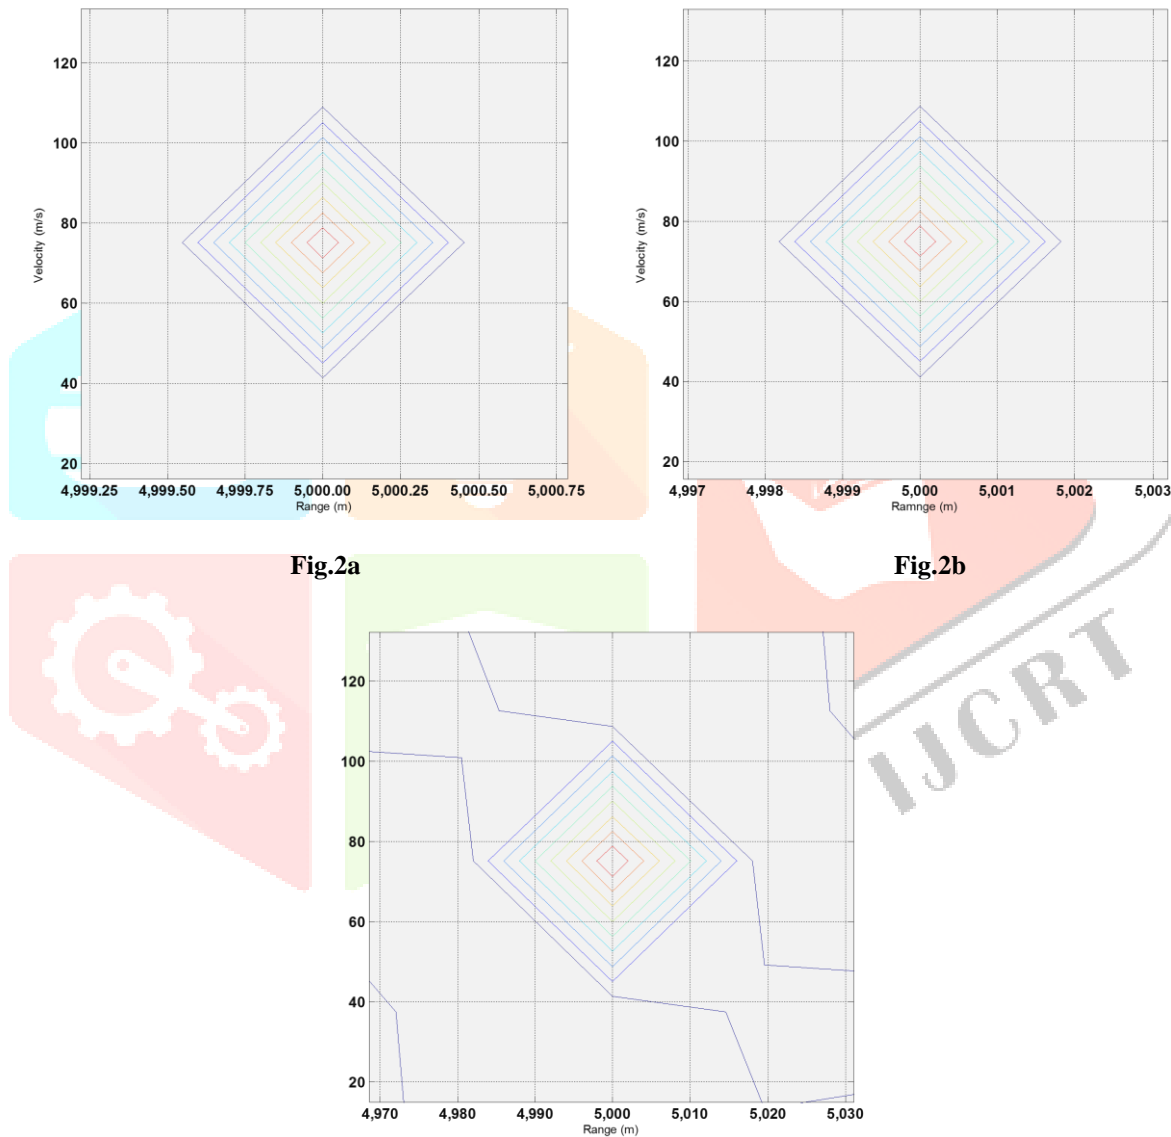 120
100
80
60
40
20
Velocity (m/s)
4,999.25 4,999.50 4,999.75 5,000.00 5,000.25 5,000.50 5,000.75
Range (m)
Fig.2a
120
100
80
60
40
20
Velocity (m/s)
4,997 4,998 4,999 5,000 5,001 5,002 5,003
Ramnge (m)
Fig.2b
120
100
80
60
40
20
4,970 4,980 4,990 5,000 5,010 5,020 5,030
Range (m)
IJCRT